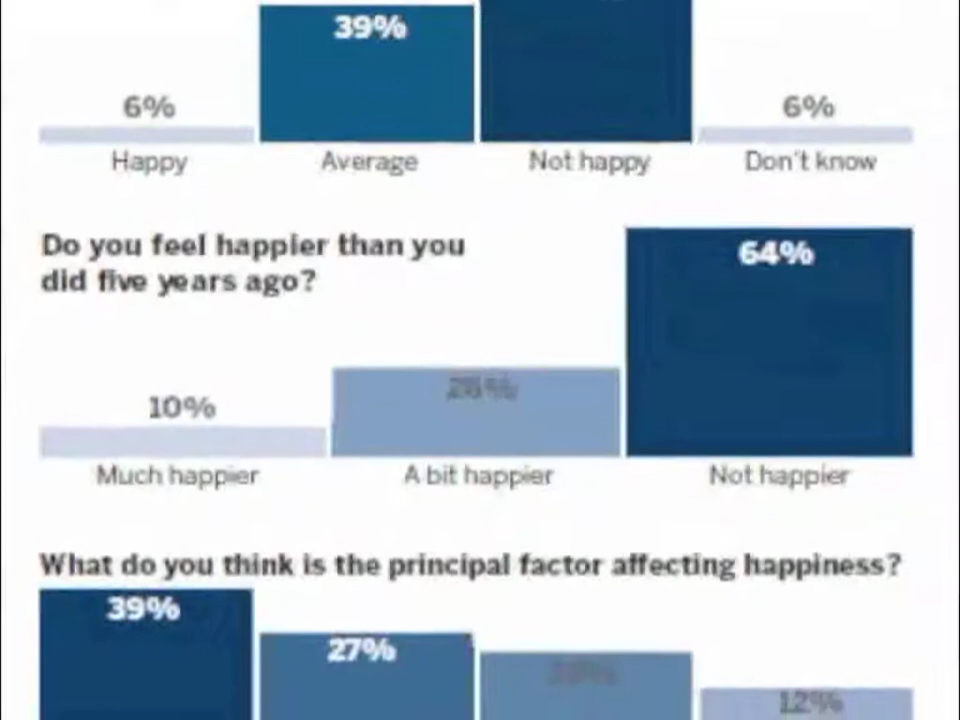 39%
6%
6%
Happy Average Not happy Don't know
Do you feel happier than you
did five years ago?
64%
26%
10%
Much happier A bit happier Not happier
What do you think is the principal factor affecting happiness?
39%
27%
12%